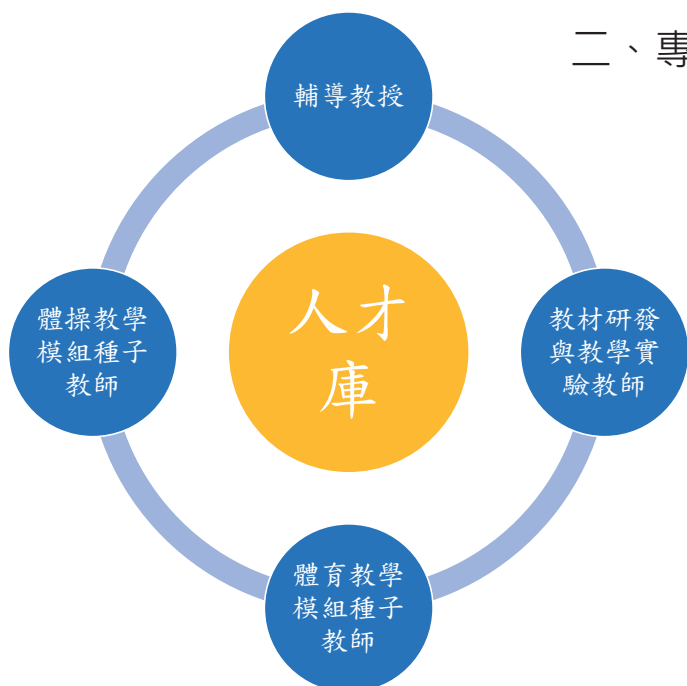 二、專
輔導教授
體操教學
模組種子
教師
人才
庫
教材研發
與教學實
驗教師
體育教學
模組種子
教師